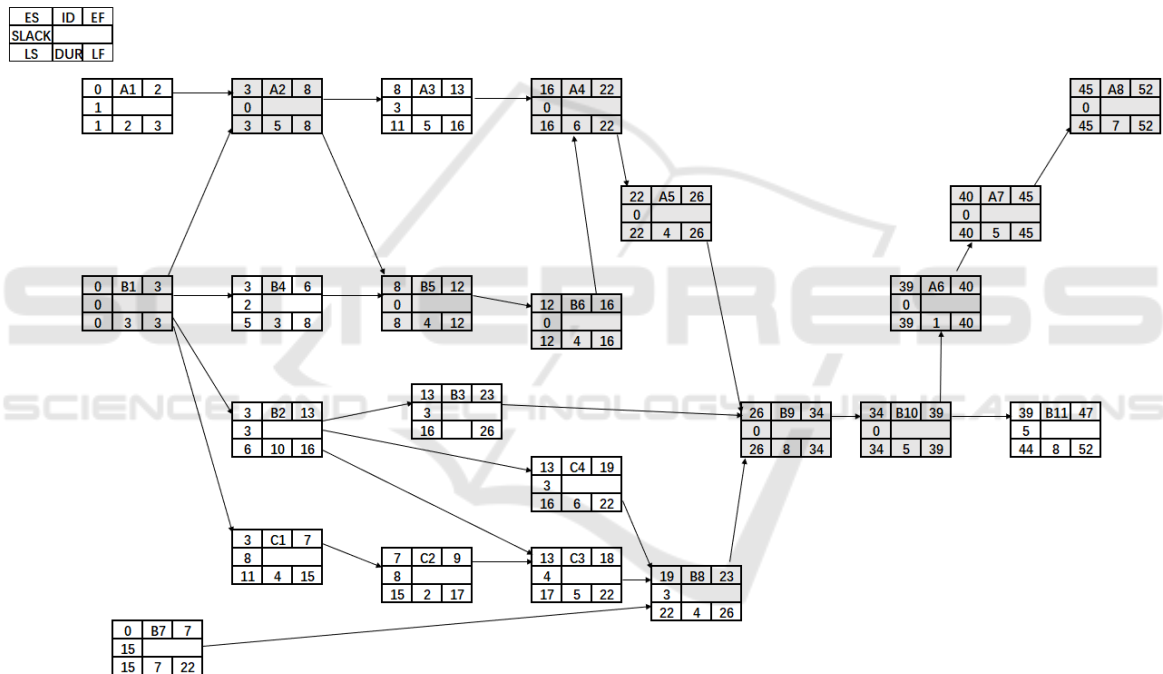 ES ID EF
SLACK
LS DUR LF
0 A1 2
1
1 2 3
3 A2 8
0
3 5 8
8 A3 13
3
11 5 16
16 A4 22
0
16 6 22
45 A8 52
0
45 7 52
22 A5 26
0
22 4 26
40 A7 45
0
40 5 45
0 B1 3
0
0 3 3
3 B4 6
2
5 3 8
8 B5 12
0
8 4 12
12 B6 16
0
12 4 16
39 A6 40
0
39 1 40
SCITEPRESS
SCIENCE AND TECHNOLOGY PUBLICATIONS
3 B2 13
3
6 10 16
13 B3 23
3
16 26
26 B9 34
0
26 8 34
34 B10 39
0
34 5 39
39 B11 47
5
44 8 52
13 C4 19
3
16 6 22
3 C1 7
8
11 4 15
7 C2 9
8
15 2 17
13 C3 18
4
17 5 22
19 B8 23
3
22 4 26
0 B7 7
15
15 7 22